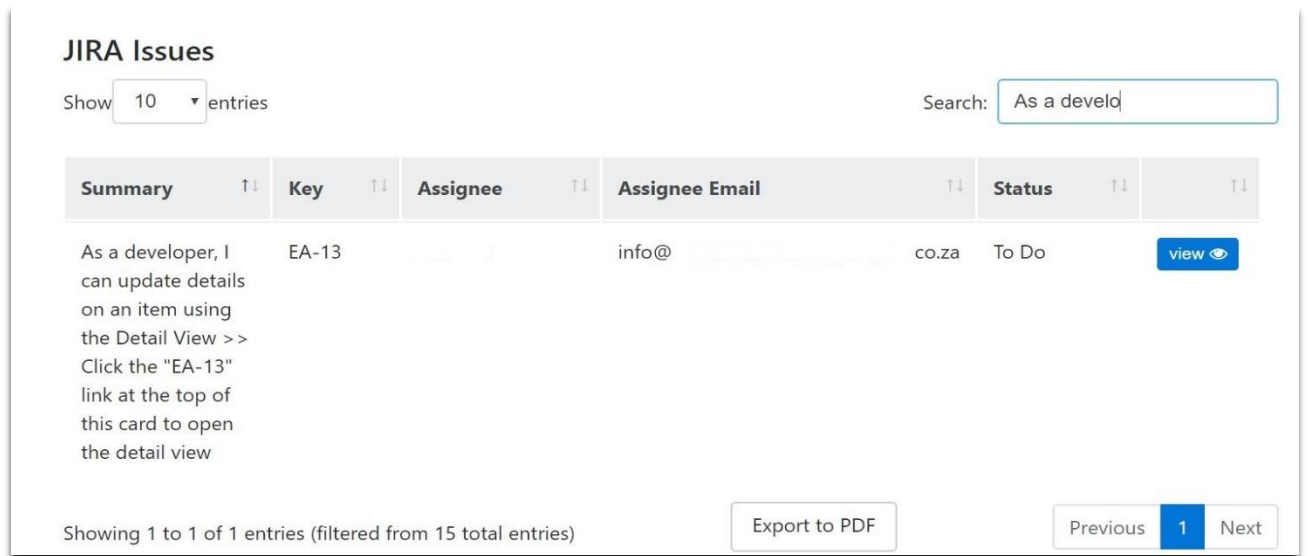 JIRA Issues
Show 10 entries Search: As a develo
Summary Key Assignee Assignee Email Status
As a developer, I EA-13 info@ co.za To Do view
can update details
on an item using
the Detail View >>
Click the "EA-13"
link at the top of
this card to open
the detail view
Showing 1 to 1 of 1 entries (filtered from 15 total entries) Export to PDF Previous 1 Next